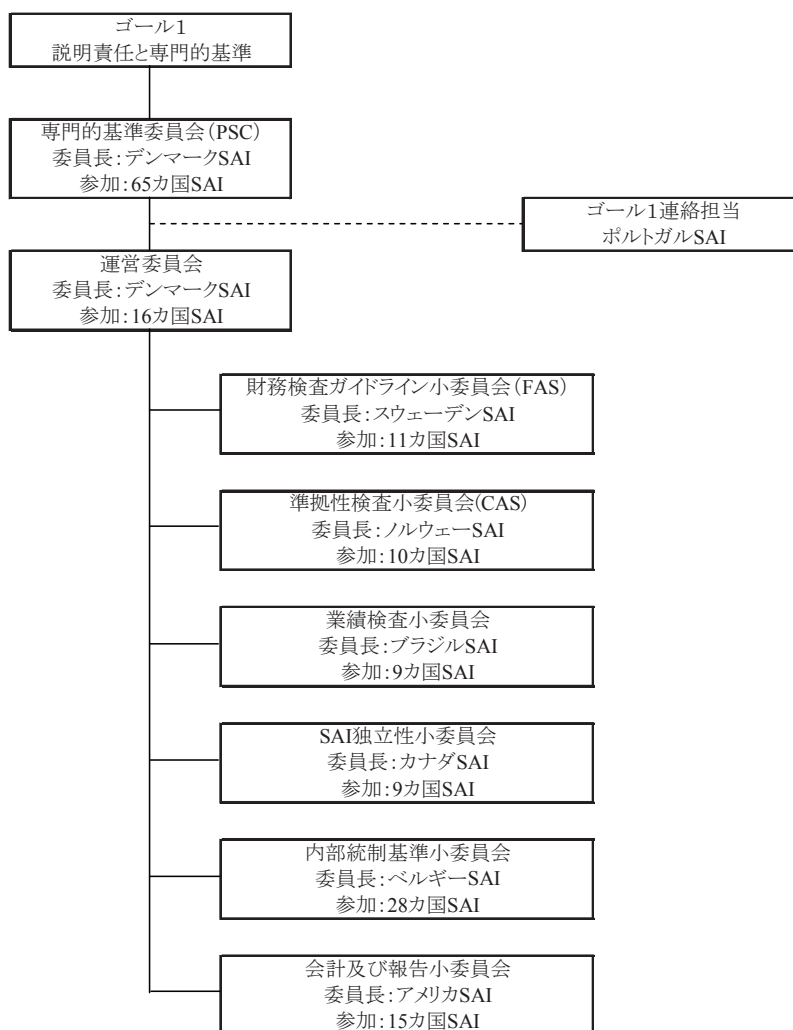 ゴール1
説明責任と専門的基準
専門的基準委員会(PSC)
委員長:デンマークSAI
参加:65カ国SAI
ゴール1連絡担当
ポルトガルSAI
運営委員会
委員長:デンマークSAI
参加:16カ国SAI
財務検査ガイドライン小委員会(FAS)
委員長:スウェーデンSAI
参加:11カ国SAI
準拠性検査小委員会(CAS)
委員長:ノルウェーSAI
参加:10カ国SAI
業績検査小委員会
委員長:ブラジルSAI
参加:9カ国SAI
SAI独立性小委員会
委員長:カナダSAI
参加:9カ国SAI
内部統制基準小委員会
委員長:ベルギーSAI
参加:28カ国SAI
会計及び報告小委員会
委員長:アメリカSAI
参加:15カ国SAI